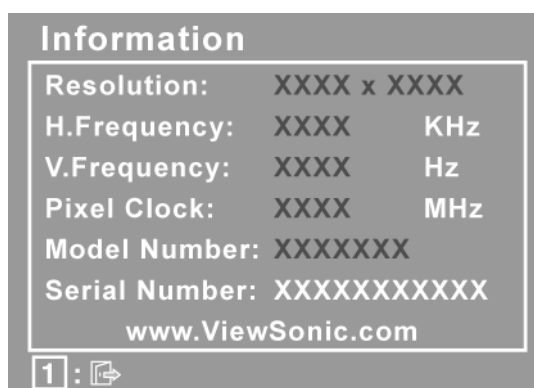 Information
Resolution: XXXX x XXXX
H.Frequency: XXXX KHz
V.Frequency: XXXX Hz
Pixel Clock: XXXX MHz
Model Number: XXXXXXX
Serial Number: XXXXXXXXXXX
www.ViewSonic.com
1 :